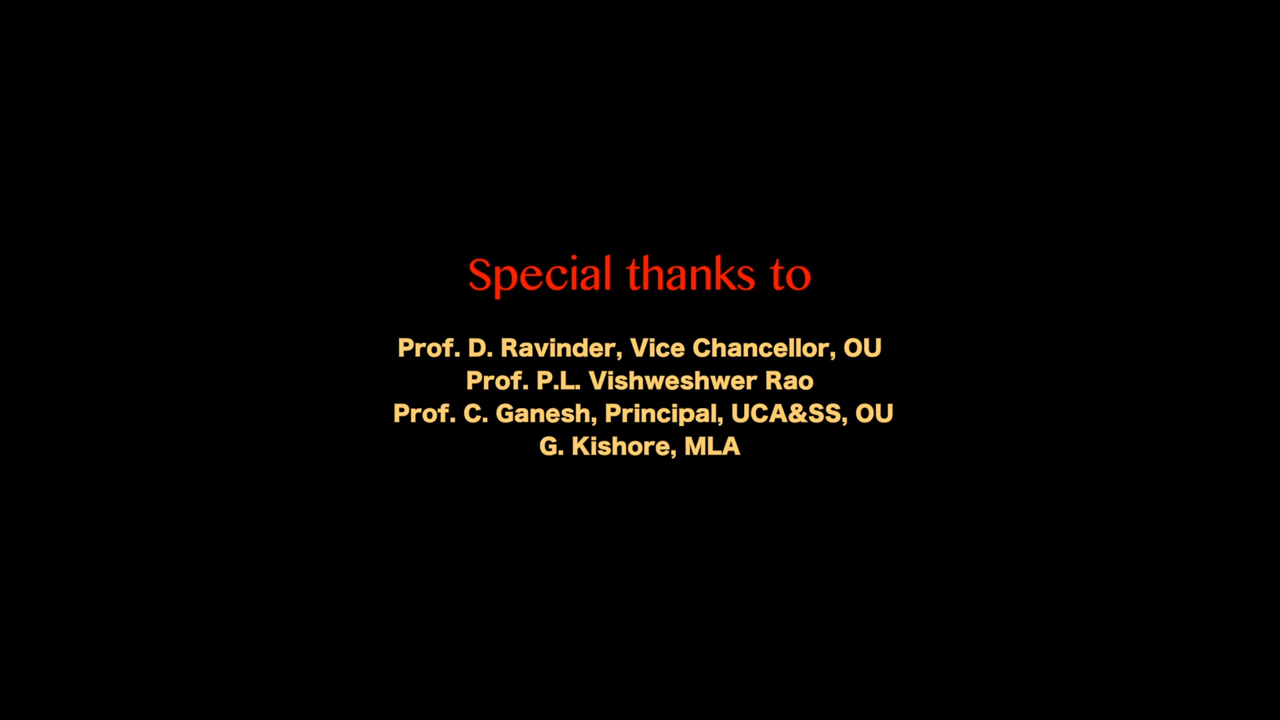 Special thanks to
Prof. D. Ravinder, Vice Chancellor, OU
Prof. P.L. Vishweshwer Rao
Prof. C. Ganesh, Principal, UCA&SS, OU
G. Kishore, MLA